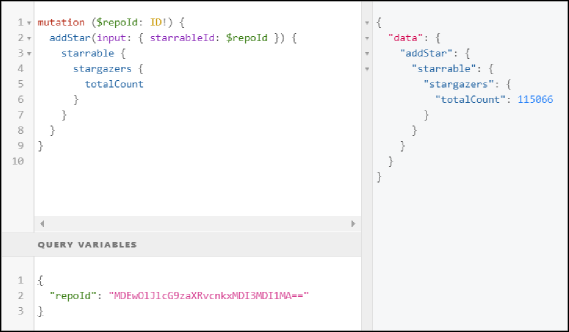 1 mutation ($repoId: ID!) {
2 addStar(input: { starrableId: $repoId }) {
3 starrable {
4 stargazers {
5 totalCount
6 }
7 }
8 }
9 }
10
QUERY VARIABLES
1 {
2 "repoId": "MDEwOlJlcG9zaXRvcnkxMDI3MDI1MA=="
3 }
{
"data": {
"addStar": {
"starrable": {
"stargazers": {
"totalCount": 115066
}
}
}
}
}